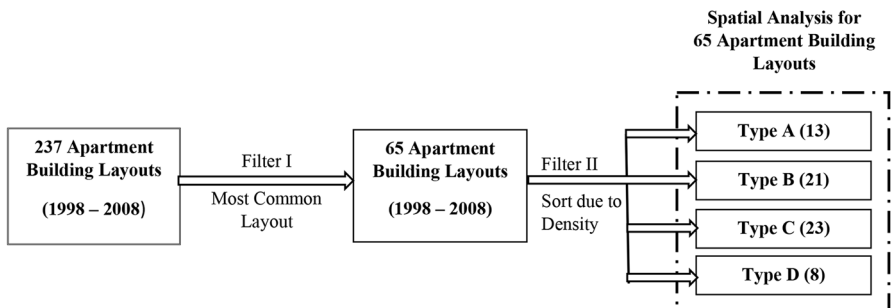 Spatial Analysis for
65 Apartment Building
Layouts
237 Apartment
Building Layouts
(1998 – 2008)
Filter I
Most Common
Layout
65 Apartment
Building Layouts
(1998 – 2008)
Filter II
Sort due to
Density
Type A (13)
Type B (21)
Type C (23)
Type D (8)